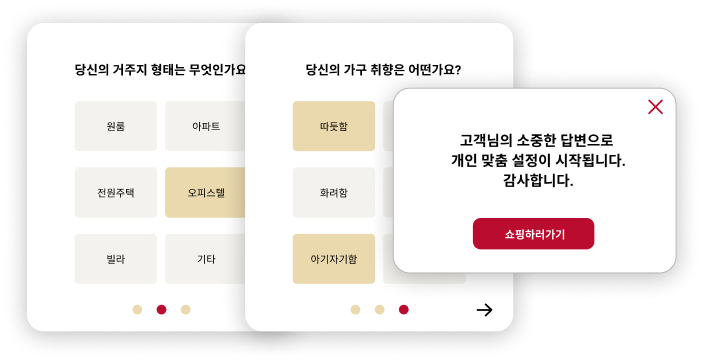 당신의 거주지 형태는 무엇인가요
원룸
아파트
전원주택
오피스텔
빌라
기타
당신의 가구 취향은 어떤가요?
따듯함
화려함
아기자기함
고객님의 소중한 답변으로
개인 맞춤 설정이 시작됩니다.
감사합니다.
쇼핑하러가기